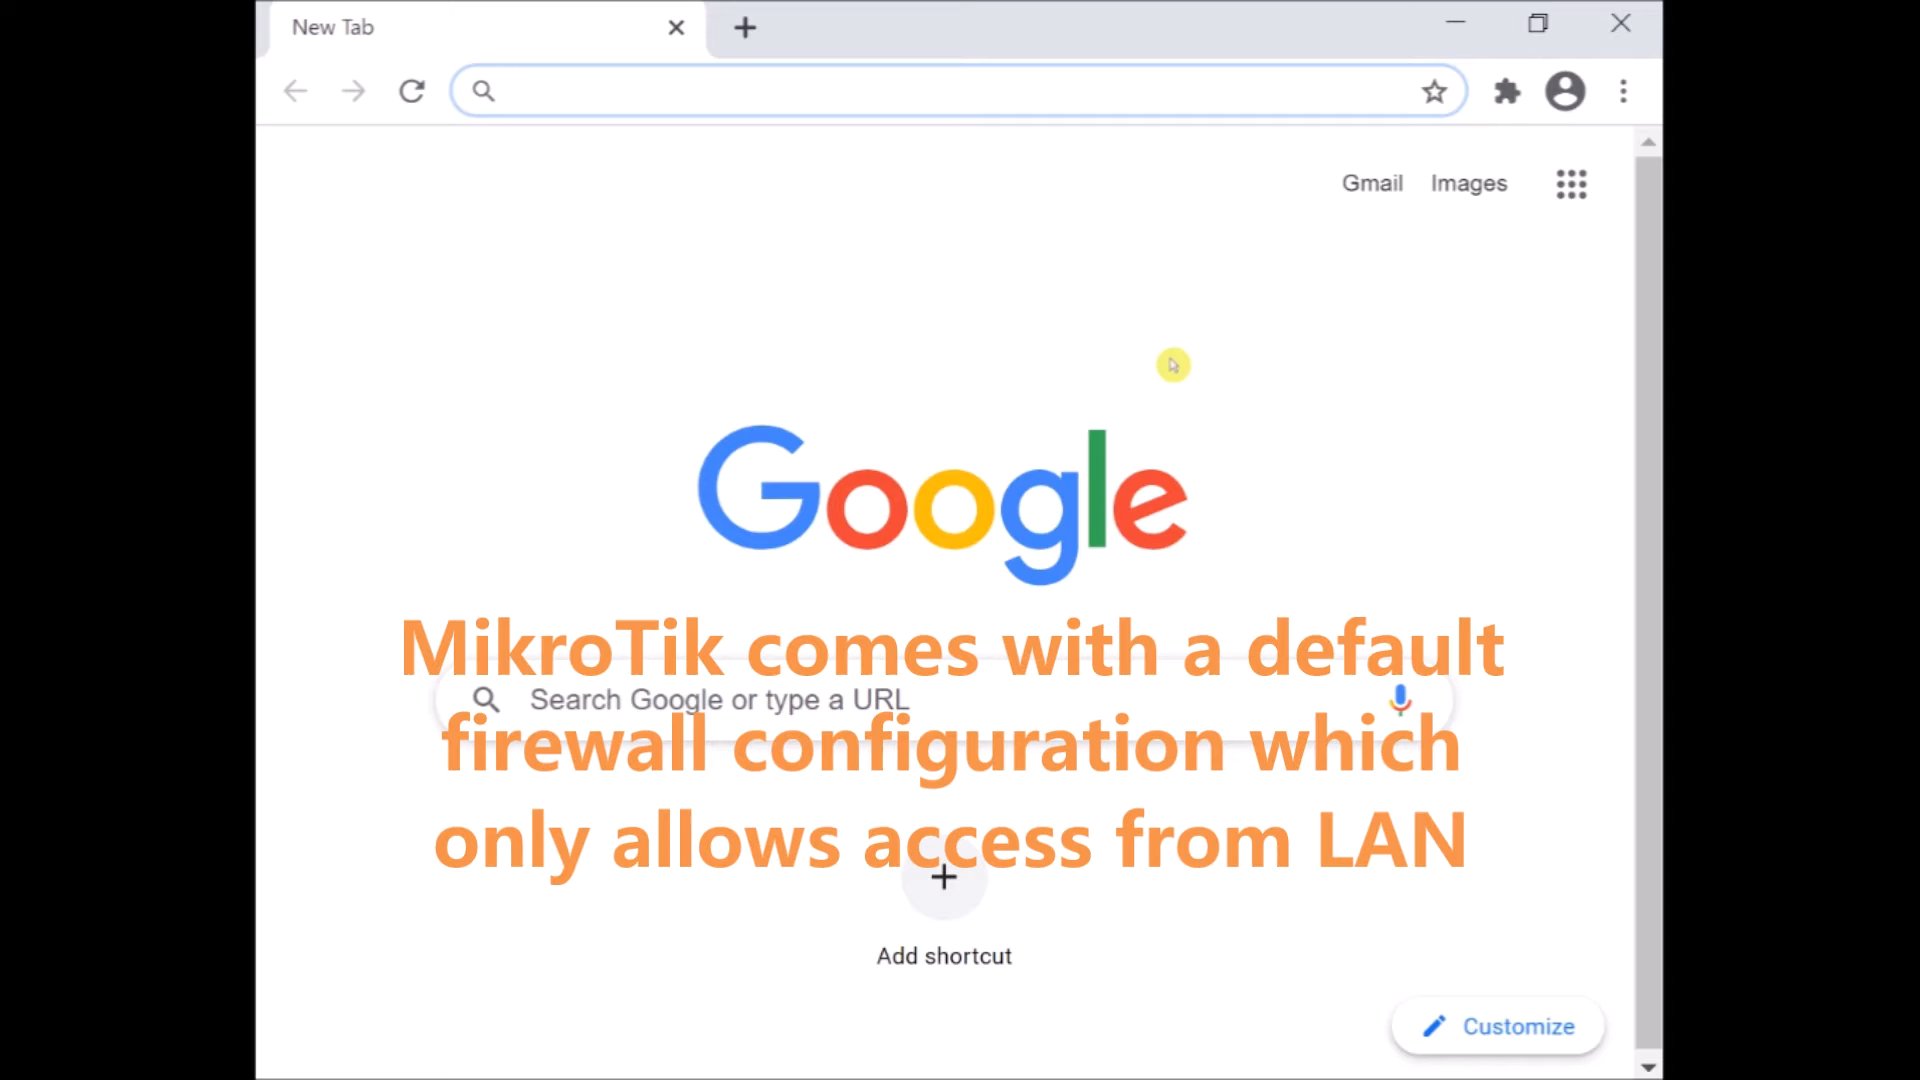 New Tab
Gmail Images
Google
MikroTik comes with a default
Search Google or type a URL
firewall configuration which
only allows access from LAN
Add shortcut
Customize